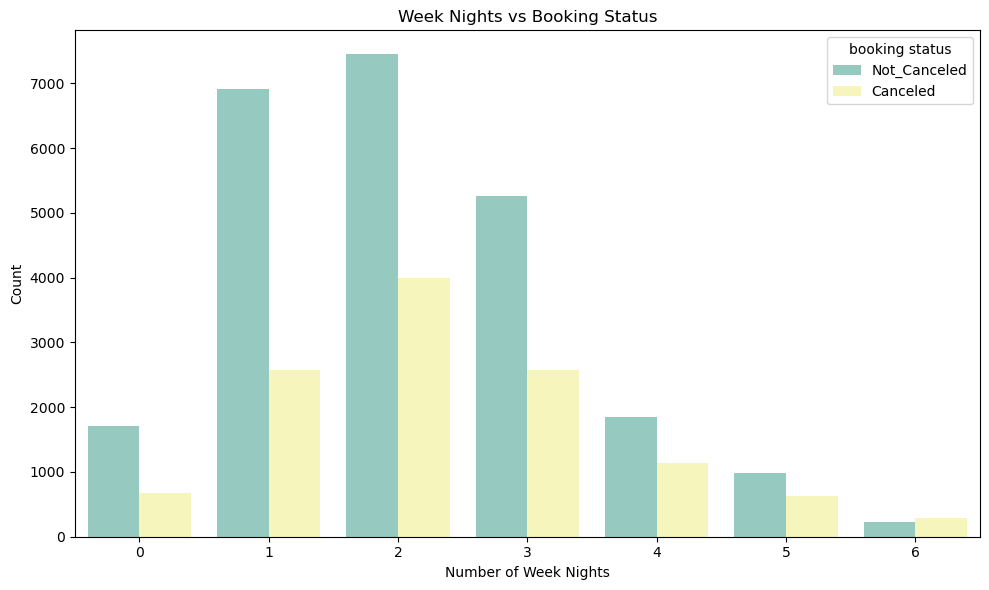 Week Nights vs Booking Status
booking status
Not_Canceled
Canceled
Count
7000
6000
5000
4000
3000
2000
1000
0
0 1 2 3 4 5 6
Number of Week Nights